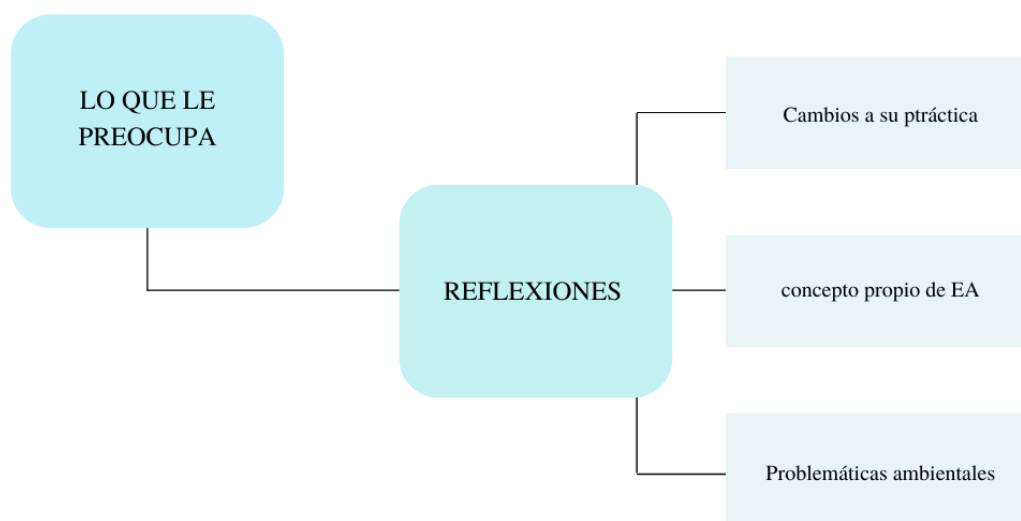 LO QUE LE
PREOCUPA
REFLEXIONES
Cambios a su ptráctica
concepto propio de EA
Problemáticas ambientales